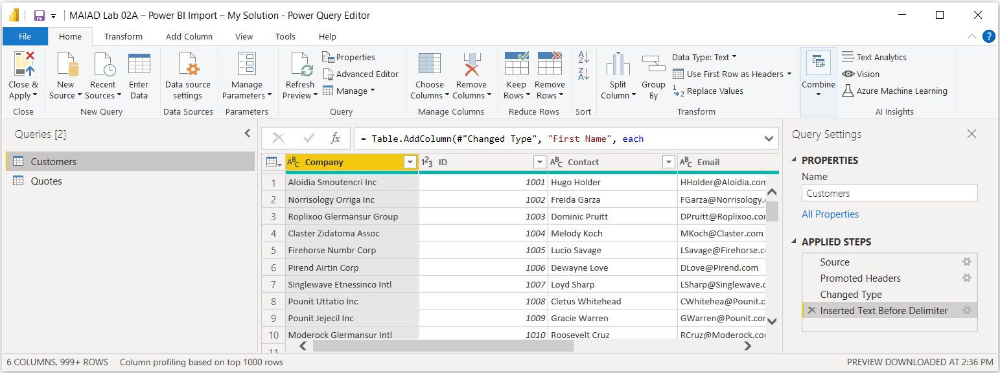 MAIAD Lab 02A – Power BI Import – My Solution - Power Query Editor
File Home Transform Add Column View Tools Help
Close & Apply
Close
New Source
Recent Sources
Enter Data
New Query
Data source settings
Data Sources
Manage Parameters
Parameters
Refresh Preview
Properties
Advanced Editor
Manage
Query
Choose Columns
Remove Columns
Manage Columns
Keep Rows
Remove Rows
Reduce Rows
Sort
Split Column
Group By
Data Type: Text
Use First Row as Headers
Replace Values
Transform
Combine
Text Analytics
Vision
Azure Machine Learning
AI Insights
Queries [2]
Customers
Quotes
fx
= Table.AddColumn(#"Changed Type", "First Name", each
ABC Company 123 ID ABC Contact ABC Email
1 Aloidia Smoutencri Inc 1001 Hugo Holder HHolder@Aloidia.com
2 Norrisology Orriga Inc 1002 Freida Garza FGarza@Norrisology.
3 Roplixoo Glermansur Group 1003 Dominic Pruitt DPruitt@Roplixoo.cor
4 Claster Zidatoma Assoc 1004 Melody Koch MKoch@Claster.com
5 Firehorse Numbr Corp 1005 Lucio Savage LSavage@Firehorse.c
6 Pirend Airtin Corp 1006 Dewayne Love DLove@Pirend.com
7 Singlewave Etnessinco Intl 1007 Loyd Sharp LSharp@Singlewave.c
8 Pounit Uttatio Inc 1008 Cletus Whitehead CWhitehea@Pounit.c
9 Pounit Jejecil Inc 1009 Gracie Warren GWarren@Pounit.cor
10 Moderock Glermansur Intl 1010 Roosevelt Cruz RCruz@Moderock.cor
11
Query Settings
PROPERTIES
Name
Customers
All Properties
APPLIED STEPS
Source
Promoted Headers
Changed Type
Inserted Text Before Delimiter
6 COLUMNS, 999+ ROWS Column profiling based on top 1000 rows
PREVIEW DOWNLOADED AT 2:36 PM